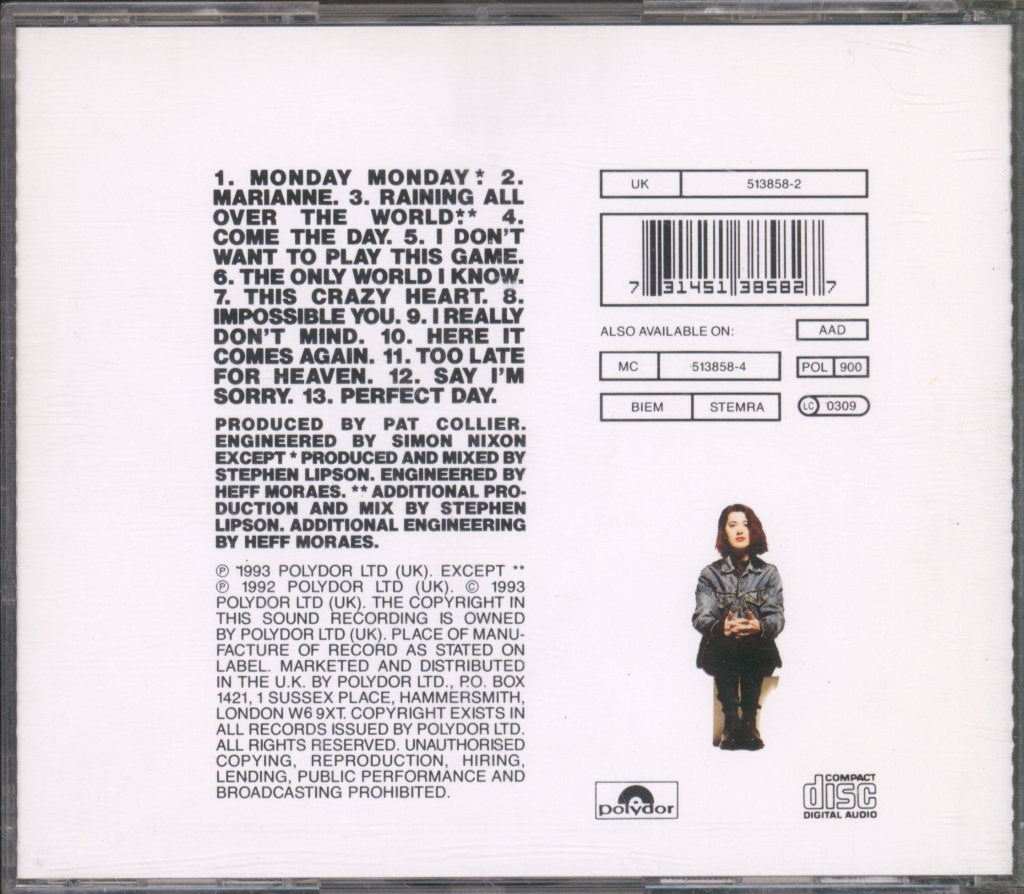 1. MONDAY MONDAY* 2.
MARIANNE. 3. RAINING ALL
OVER THE WORLD** 4.
COME THE DAY. 5. I DON'T
WANT TO PLAY THIS GAME.
6. THE ONLY WORLD I KNOW.
7. THIS CRAZY HEART. 8.
IMPOSSIBLE YOU. 9. I REALLY
DON'T MIND. 10. HERE IT
COMES AGAIN. 11. TOO LATE
FOR HEAVEN. 12. SAY I'M
SORRY. 13. PERFECT DAY.
PRODUCED BY PAT COLLIER.
ENGINEERED BY SIMON NIXON
EXCEPT * PRODUCED AND MIXED BY
STEPHEN LIPSON. ENGINEERED BY
HEFF MORAES. ** ADDITIONAL PRO-
DUCTION AND MIX BY STEPHEN
LIPSON. ADDITIONAL ENGINEERING
BY HEFF MORAES.
℗ 1993 POLYDOR LTD (UK). EXCEPT **
℗ 1992 POLYDOR LTD (UK). © 1993
POLYDOR LTD (UK). THE COPYRIGHT IN
THIS SOUND RECORDING IS OWNED
BY POLYDOR LTD (UK). PLACE OF MANU-
FACTURE OF RECORD AS STATED ON
LABEL. MARKETED AND DISTRIBUTED
IN THE U.K. BY POLYDOR LTD., P.O. BOX
1421, 1 SUSSEX PLACE, HAMMERSMITH,
LONDON W6 9XT. COPYRIGHT EXISTS IN
ALL RECORDS ISSUED BY POLYDOR LTD.
ALL RIGHTS RESERVED. UNAUTHORISED
COPYING, REPRODUCTION, HIRING,
LENDING, PUBLIC PERFORMANCE AND
BROADCASTING PROHIBITED.
UK 513858-2
7 31451 38582 7
ALSO AVAILABLE ON: AAD
MC 513858-4 POL 900
BIEM STEMRA LC 0309
polydor
COMPACT
disc
DIGITAL AUDIO